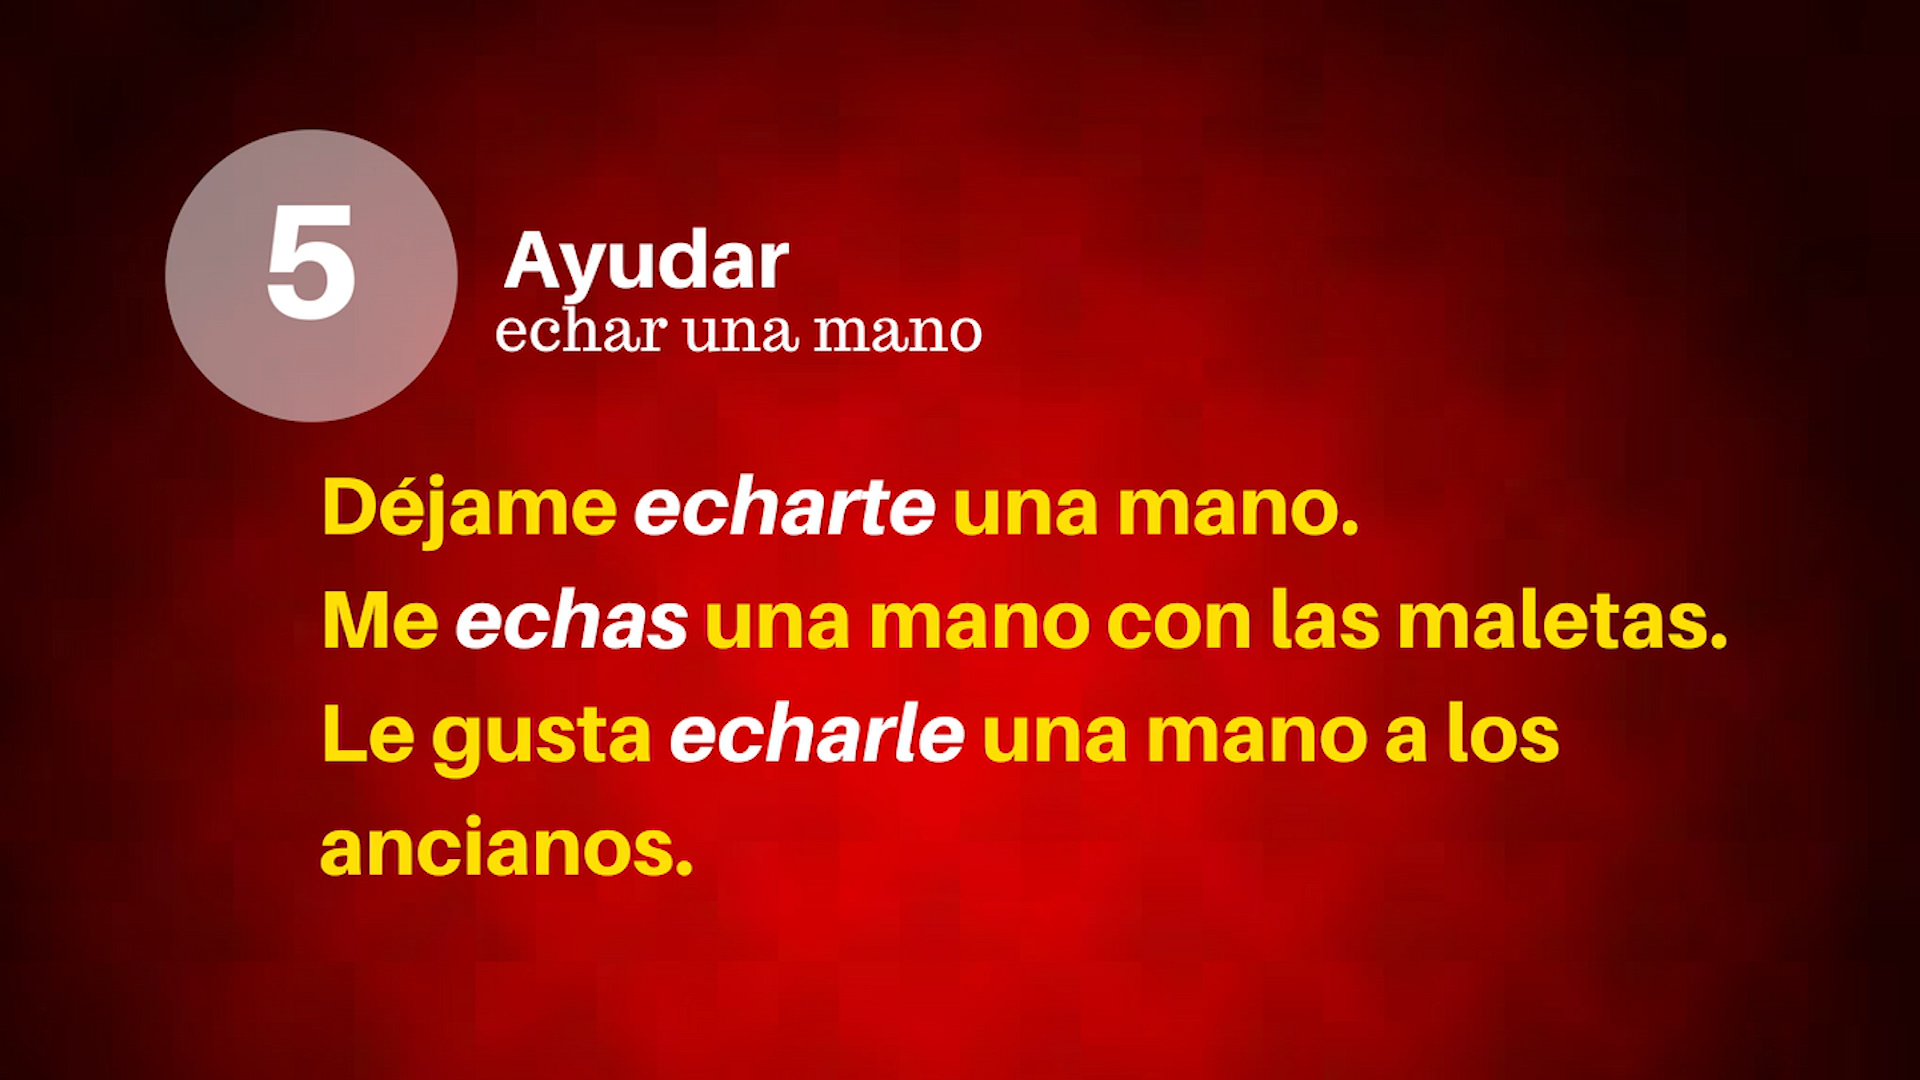 5
Ayudar
echar una mano
Déjame echarte una mano.
Me echas una mano con las maletas.
Le gusta echarle una mano a los
ancianos.